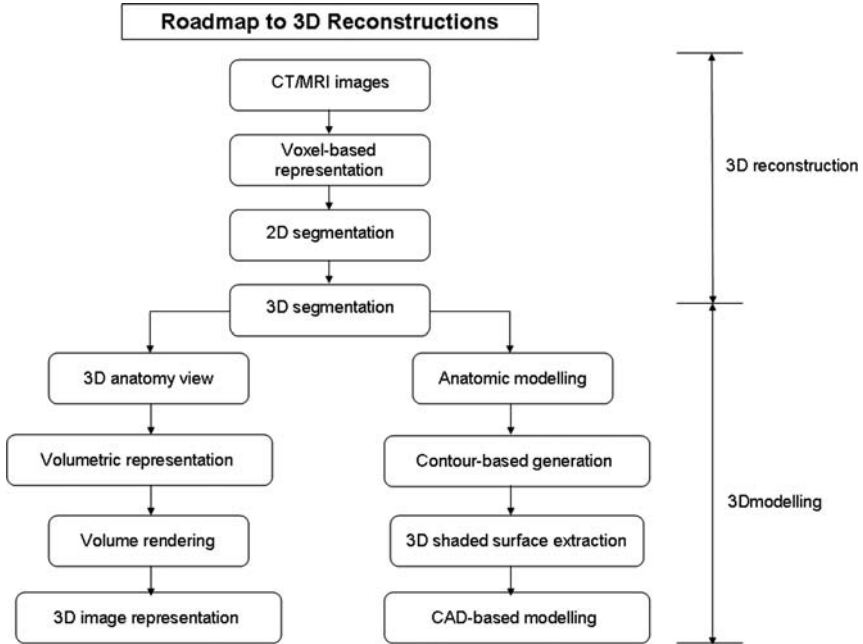 Roadmap to 3D Reconstructions
CT/MRI images
Voxel-based
representation
2D segmentation
3D segmentation
3D anatomy view
Volumetric representation
Volume rendering
3D image representation
Anatomic modelling
Contour-based generation
3D shaded surface extraction
CAD-based modelling
3D reconstruction
3Dmodelling